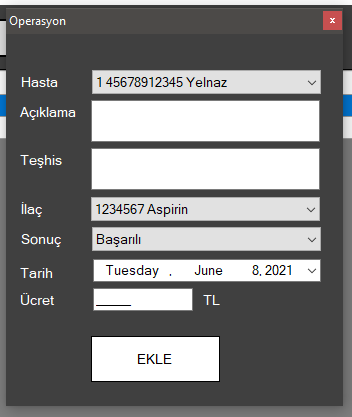 Operasyon
x
Hasta 1 45678912345 Yelnaz
Açıklama
Teşhis
İlaç 1234567 Aspirin
Sonuç Başarılı
Tarih Tuesday , June 8, 2021
Ücret _____ TL
EKLE